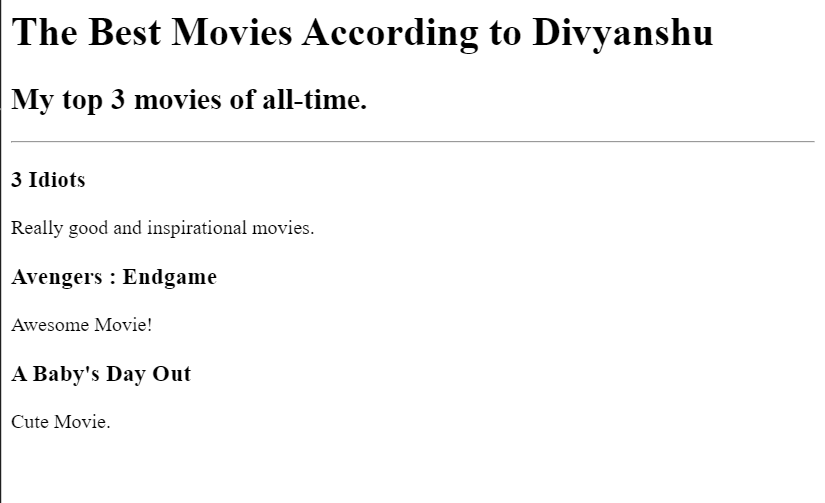 The Best Movies According to Divyanshu
My top 3 movies of all-time.
3 Idiots
Really good and inspirational movies.
Avengers : Endgame
Awesome Movie!
A Baby's Day Out
Cute Movie.